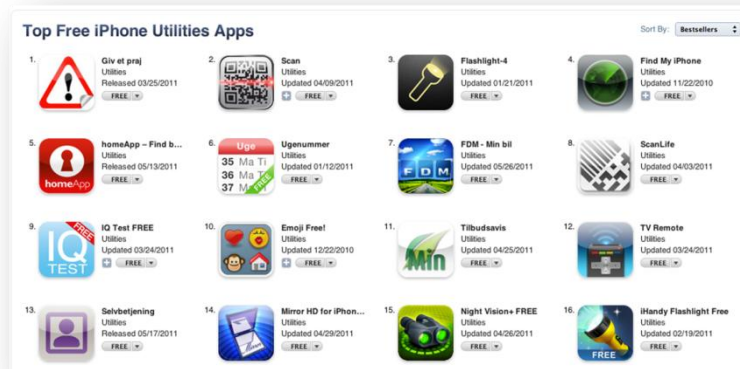 Top Free iPhone Utilities Apps
Sort By: Bestsellers
1.
Giv et praj
Utilities
Released 03/25/2011
FREE
2.
Scan
Utilities
Updated 04/09/2011
FREE
3.
Flashlight-4
Utilities
Updated 01/21/2011
FREE
4.
Find My iPhone
Utilities
Updated 11/22/2010
FREE
5.
homeApp
homeApp – Find b...
Utilities
Released 05/13/2011
FREE
6.
Uge
35 Ma Ti
36 Ma Ti
37 M
FREE
Ugenummer
Utilities
Updated 01/12/2011
FREE
7.
FDM
FDM - Min bil
Utilities
Updated 05/26/2011
FREE
8.
ScanLife
Utilities
Updated 04/03/2011
FREE
9.
FREE
IQ
TEST
IQ Test FREE
Utilities
Updated 03/24/2011
FREE
10.
Emoji Free!
Utilities
Updated 12/22/2010
FREE
11.
Min
Tilbudsavis
Utilities
Updated 04/25/2011
FREE
12.
TV Remote
Utilities
Updated 03/24/2011
FREE
13.
Selvbetjening
Utilities
Released 05/17/2011
FREE
14.
Mirror
Mirror HD for iPhon...
Utilities
Updated 04/29/2011
FREE
15.
Night Vision+ FREE
Utilities
Updated 04/26/2011
FREE
16.
FREE
iHandy Flashlight Free
Utilities
Updated 02/19/2011
FREE